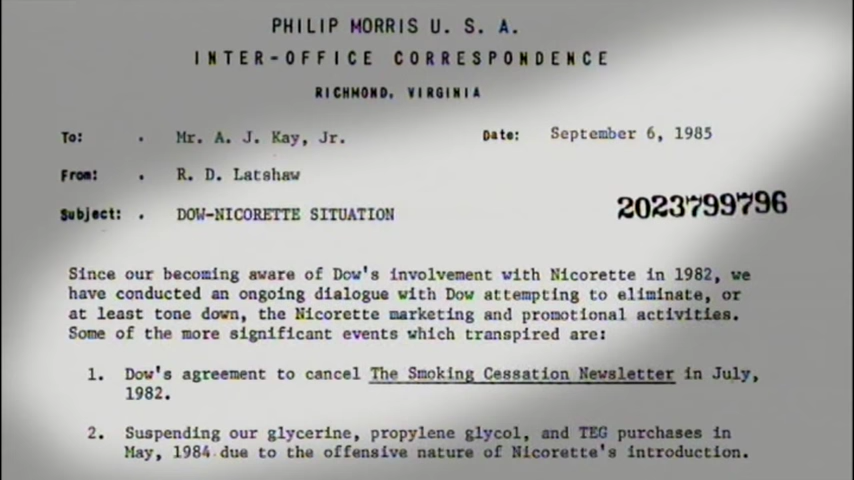 PHILIP MORRIS U. S. A.
INTER-OFFICE CORRESPONDENCE
RICHMOND, VIRGINIA
To: . Mr. A. J. Kay, Jr. Date: September 6, 1985
From: . R. D. Latshaw
Subject: . DOW-NICORETTE SITUATION
2023799796
Since our becoming aware of Dow's involvement with Nicorette in 1982, we
have conducted an ongoing dialogue with Dow attempting to eliminate, or
at least tone down, the Nicorette marketing and promotional activities.
Some of the more significant events which transpired are:
1. Dow's agreement to cancel The Smoking Cessation Newsletter in July,
1982.
2. Suspending our glycerine, propylene glycol, and TEG purchases in
May, 1984 due to the offensive nature of Nicorette's introduction.